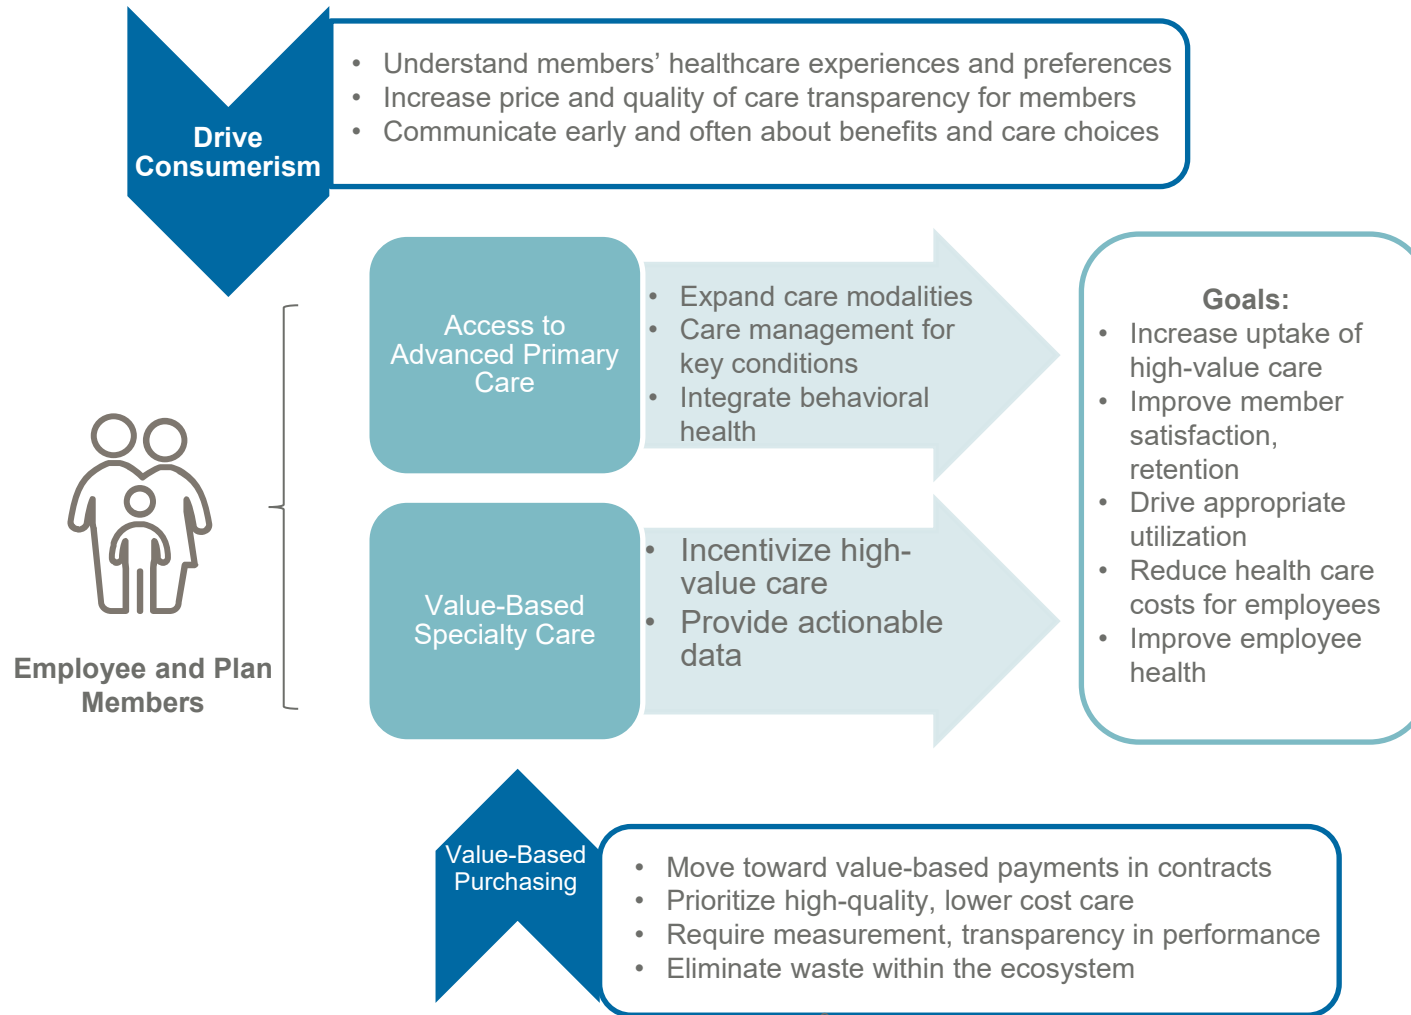 • Understand members’ healthcare experiences and preferences
• Increase price and quality of care transparency for members
• Communicate early and often about benefits and care choices
Drive
Consumerism
Access to
Advanced Primary
Care
• Expand care modalities
• Care management for
key conditions
• Integrate behavioral
health
Value-Based
Specialty Care
• Incentivize high-
value care
• Provide actionable
data
Employee and Plan
Members
Goals:
• Increase uptake of
high-value care
• Improve member
satisfaction,
retention
• Drive appropriate
utilization
• Reduce health care
costs for employees
• Improve employee
health
Value-Based
Purchasing
• Move toward value-based payments in contracts
• Prioritize high-quality, lower cost care
• Require measurement, transparency in performance
• Eliminate waste within the ecosystem